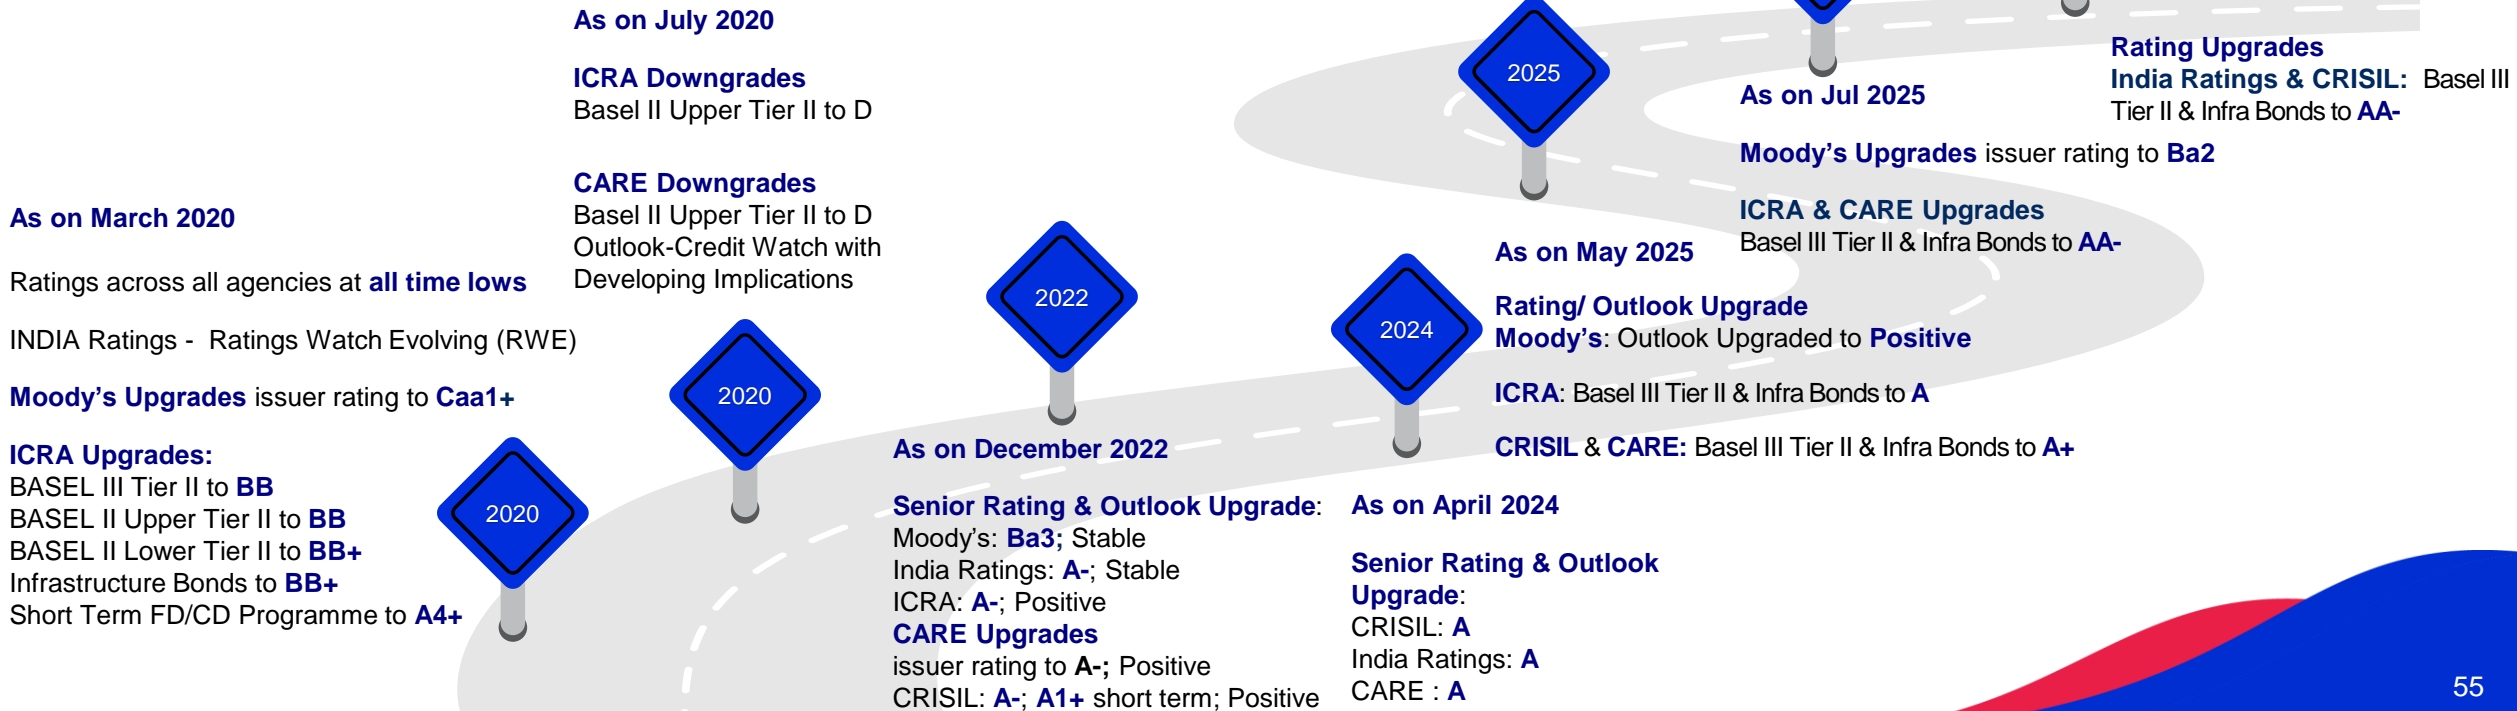 As on March 2020
Ratings across all agencies at all time lows
INDIA Ratings - Ratings Watch Evolving (RWE)
Moody's Upgrades issuer rating to Caa1+
ICRA Upgrades:
BASEL III Tier II to BB
BASEL II Upper Tier II to BB
BASEL II Lower Tier II to BB+
Infrastructure Bonds to BB+
Short Term FD/CD Programme to A4+
2020
As on July 2020
ICRA Downgrades
Basel II Upper Tier II to D
CARE Downgrades
Basel II Upper Tier II to D
Outlook-Credit Watch with
Developing Implications
2020
2022
As on December 2022
Senior Rating & Outlook Upgrade:
Moody's: Ba3; Stable
India Ratings: A-; Stable
ICRA: A-; Positive
CARE Upgrades
issuer rating to A-; Positive
CRISIL: A-; A1+ short term; Positive
2024
As on April 2024
Senior Rating & Outlook
Upgrade:
CRISIL: A
India Ratings: A
CARE : A
2025
As on May 2025
Rating/ Outlook Upgrade
Moody's: Outlook Upgraded to Positive
ICRA: Basel III Tier II & Infra Bonds to A
CRISIL & CARE: Basel III Tier II & Infra Bonds to A+
As on Jul 2025
Moody's Upgrades issuer rating to Ba2
ICRA & CARE Upgrades
Basel III Tier II & Infra Bonds to AA-
Rating Upgrades
India Ratings & CRISIL: Basel III
Tier II & Infra Bonds to AA-
55